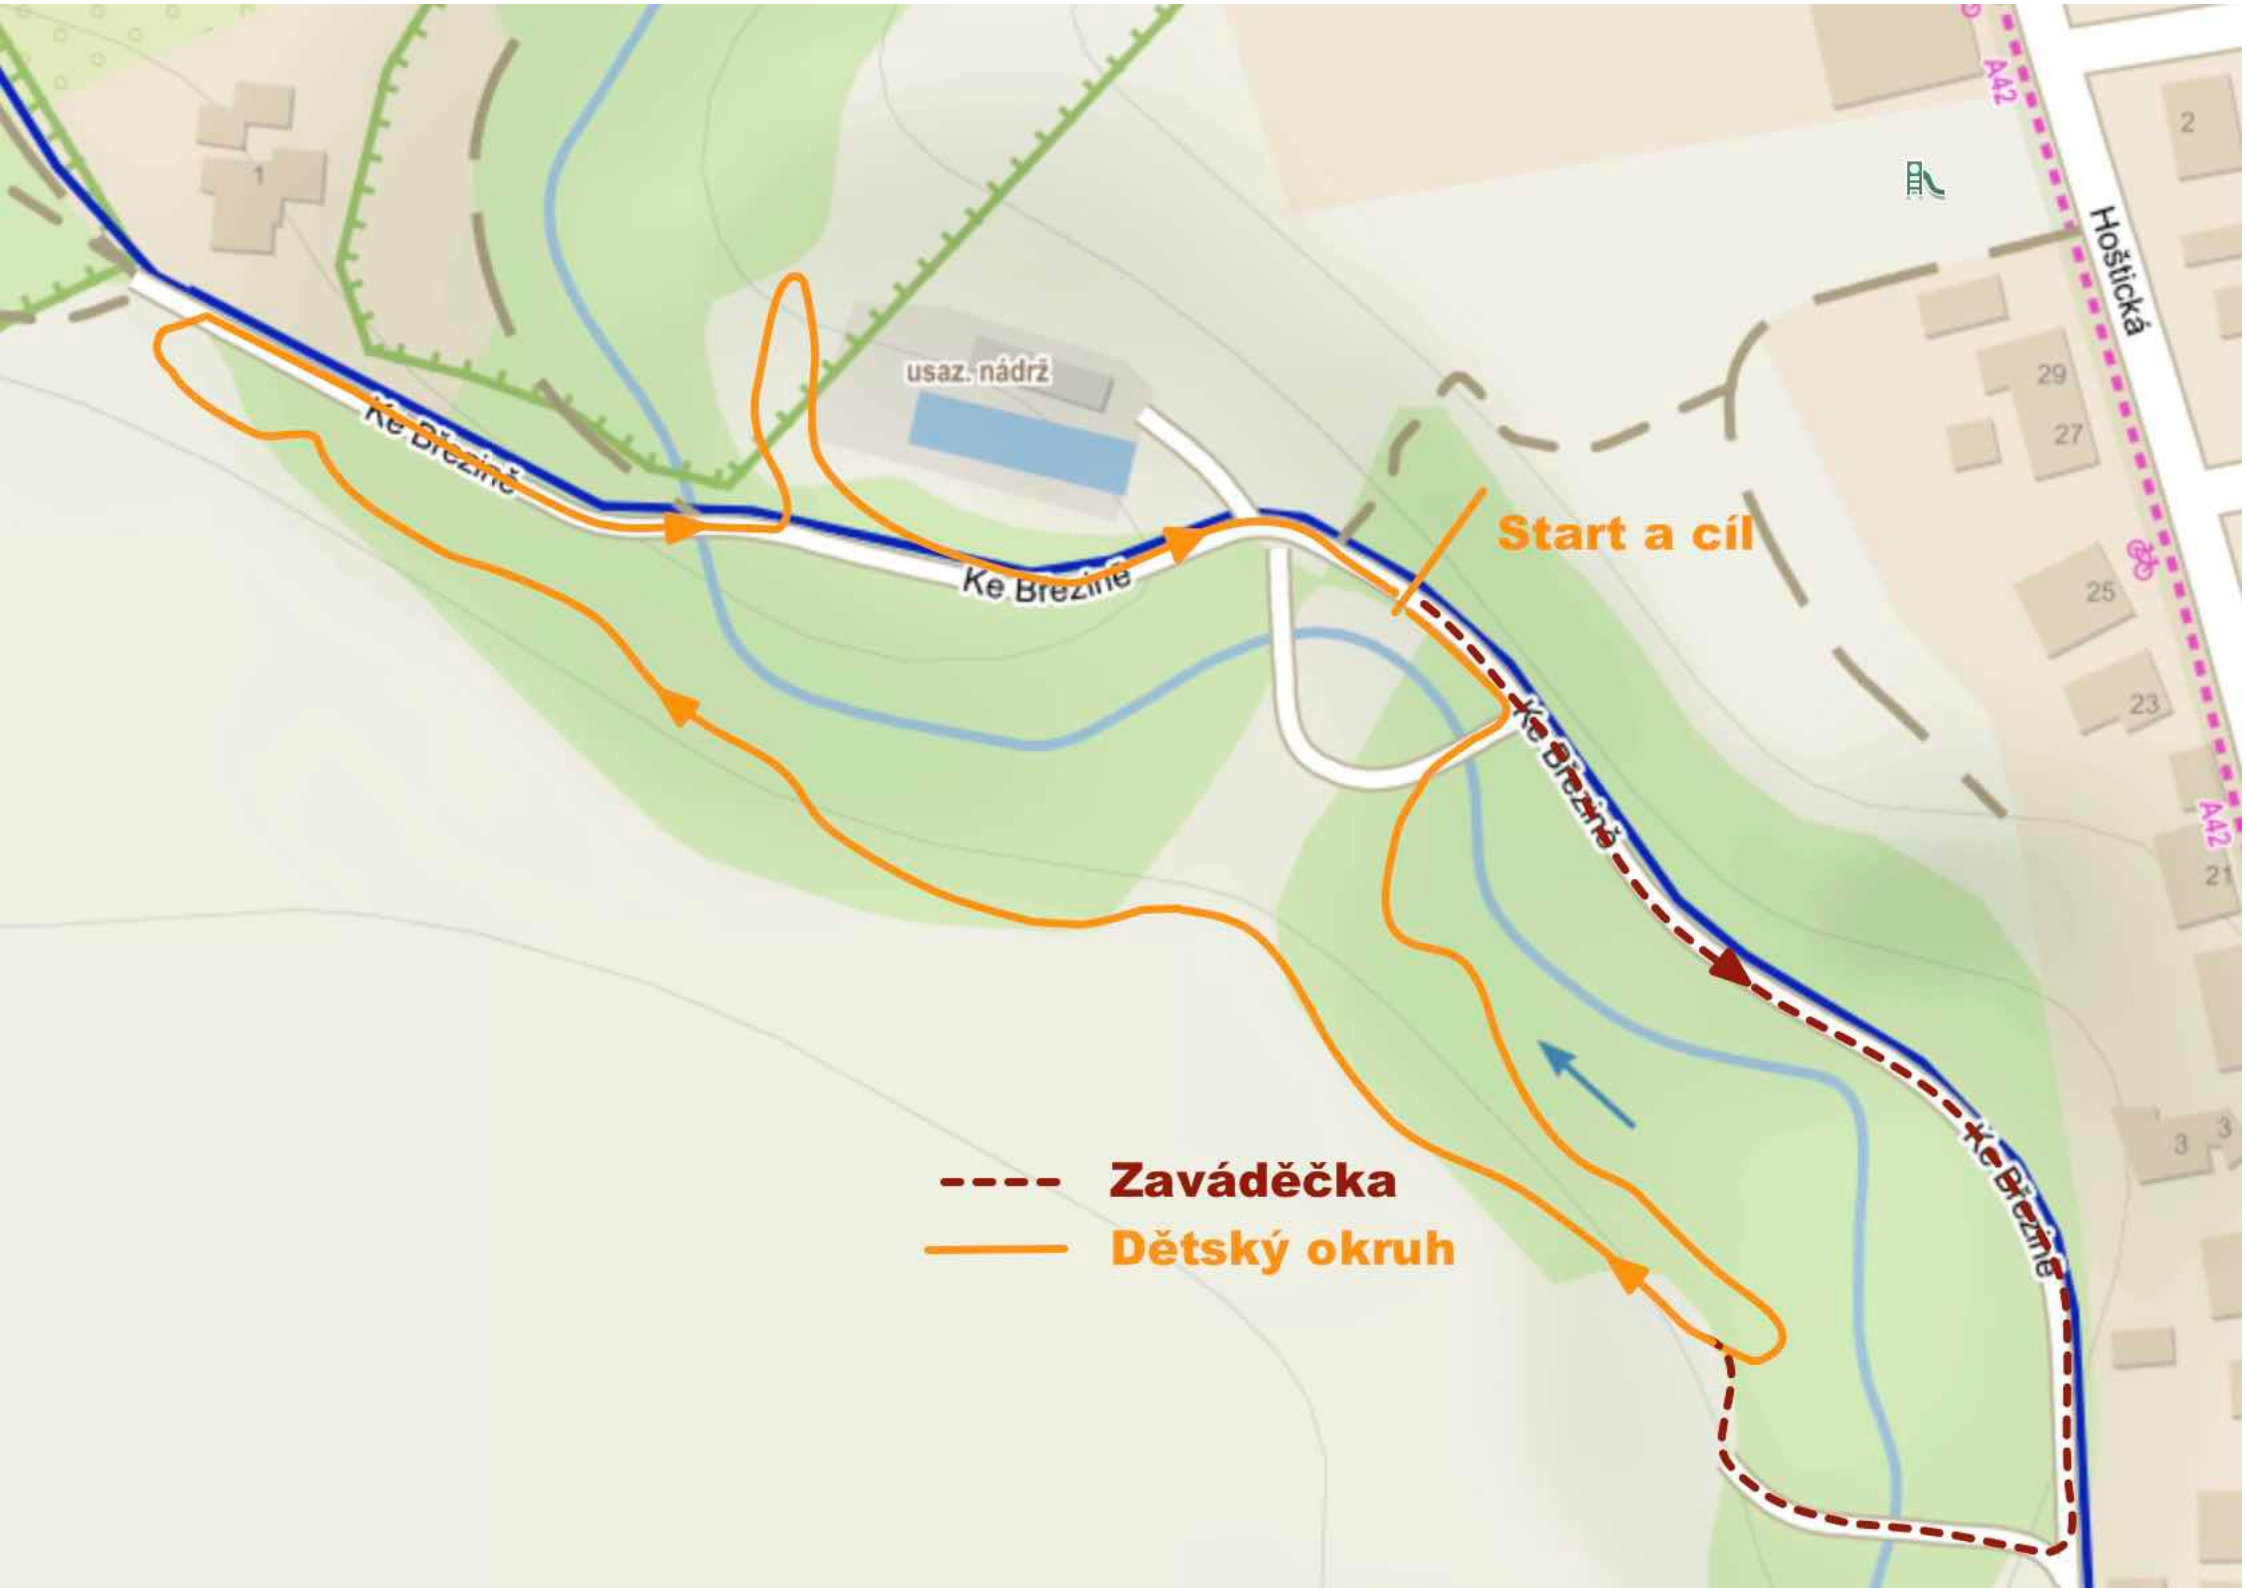 A42
2
1
Hoštická
usaz. nádrž
29
27
Ke Březině
Start a cíl
Ke Březině
25
23
Ke Březině
A42
21
3
3
Zaváděčka
Ke Březině
Dětský okruh